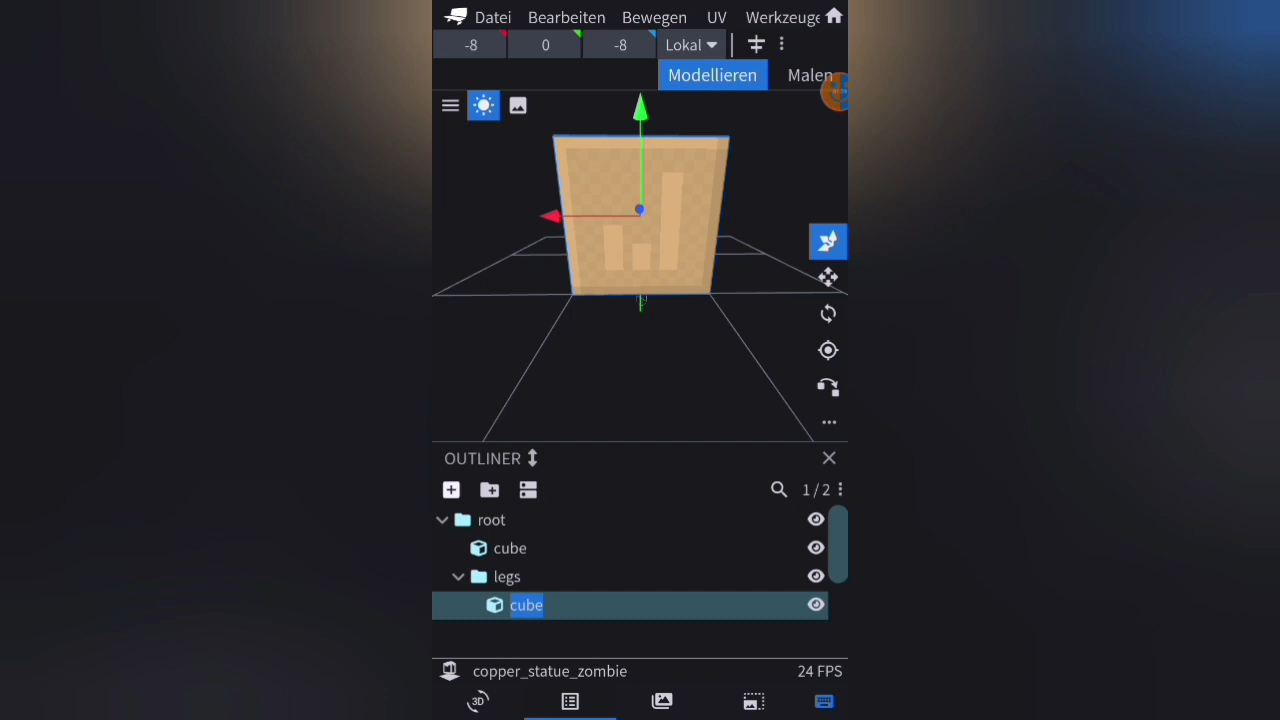 Datei Bearbeiten Bewegen UV Werkzeuge
-8 0 -8 Lokal
Modellieren Malen
OUTLINER
1 / 2
root
cube
legs
cube
copper_statue_zombie 24 FPS
3D